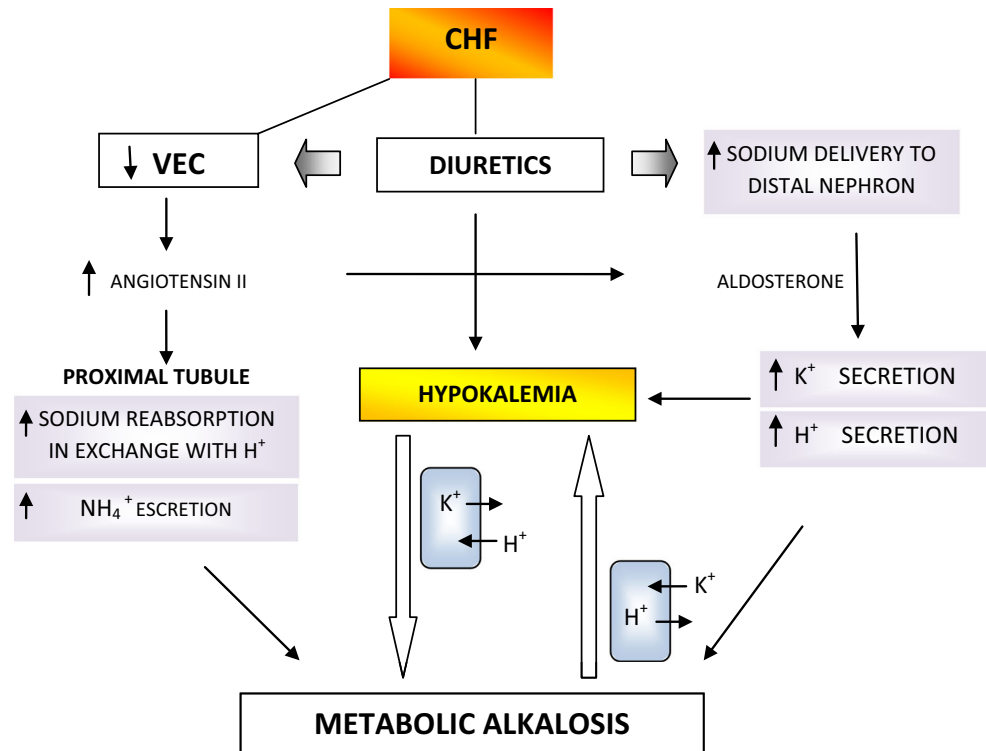 CHF
↓ VEC
DIURETICS
↑ SODIUM DELIVERY TO
DISTAL NEPHRON
↑ ANGIOTENSIN II
ALDOSTERONE
PROXIMAL TUBULE
↑ SODIUM REABSORPTION
IN EXCHANGE WITH H⁺
↑ NH₄⁺ ESCRETION
HYPOKALEMIA
↑ K⁺ SECRETION
↑ H⁺ SECRETION
K⁺
H⁺
K⁺
H⁺
METABOLIC ALKALOSIS